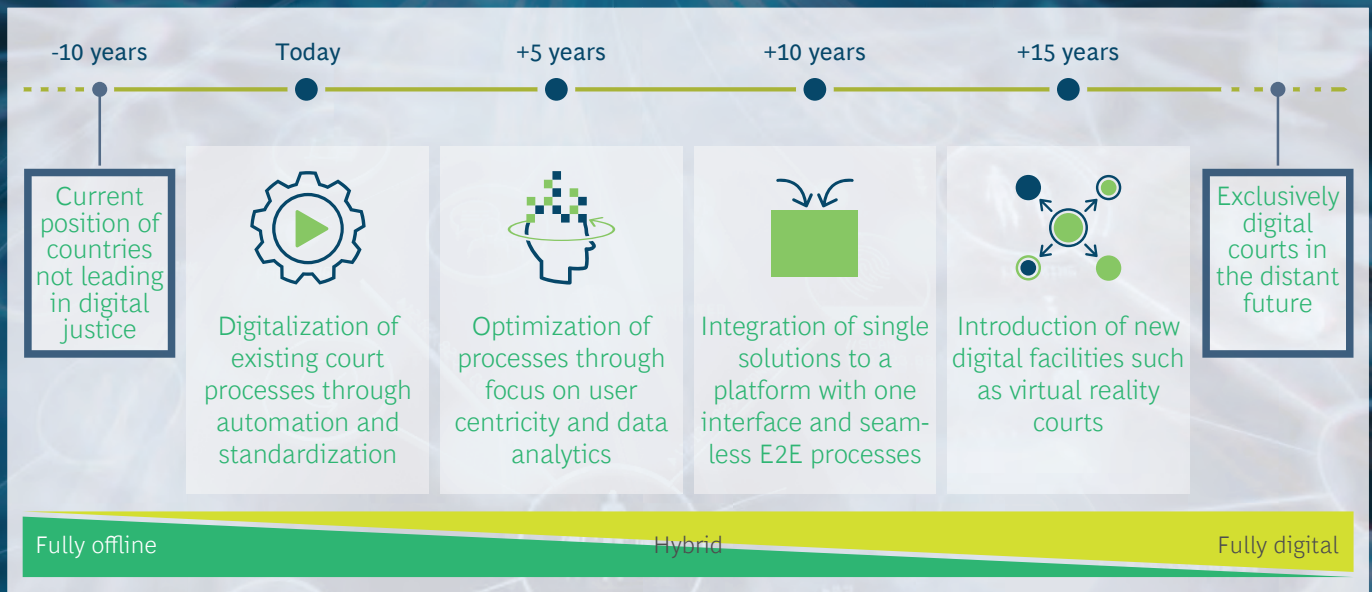 -10 years
Today
+5 years
+10 years
+15 years
Current
position of
countries
not leading
in digital
justice
Digitalization of
existing court
processes through
automation and
standardization
Optimization of
processes through
focus on user
centricity and data
analytics
Integration of single
solutions to a
platform with one
interface and seam-
less E2E processes
Introduction of new
digital facilities such
as virtual reality
courts
Exclusively
digital
courts in
the distant
future
Fully offline
Hybrid
Fully digital